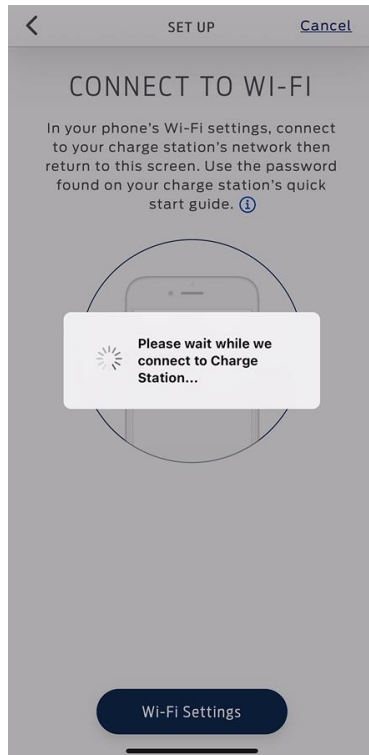 SET UP
Cancel
CONNECT TO WI-FI
In your phone's Wi-Fi settings, connect
to your charge station's network then
return to this screen. Use the password
found on your charge station's quick
start guide.
Please wait while we
connect to Charge
Station...
Wi-Fi Settings